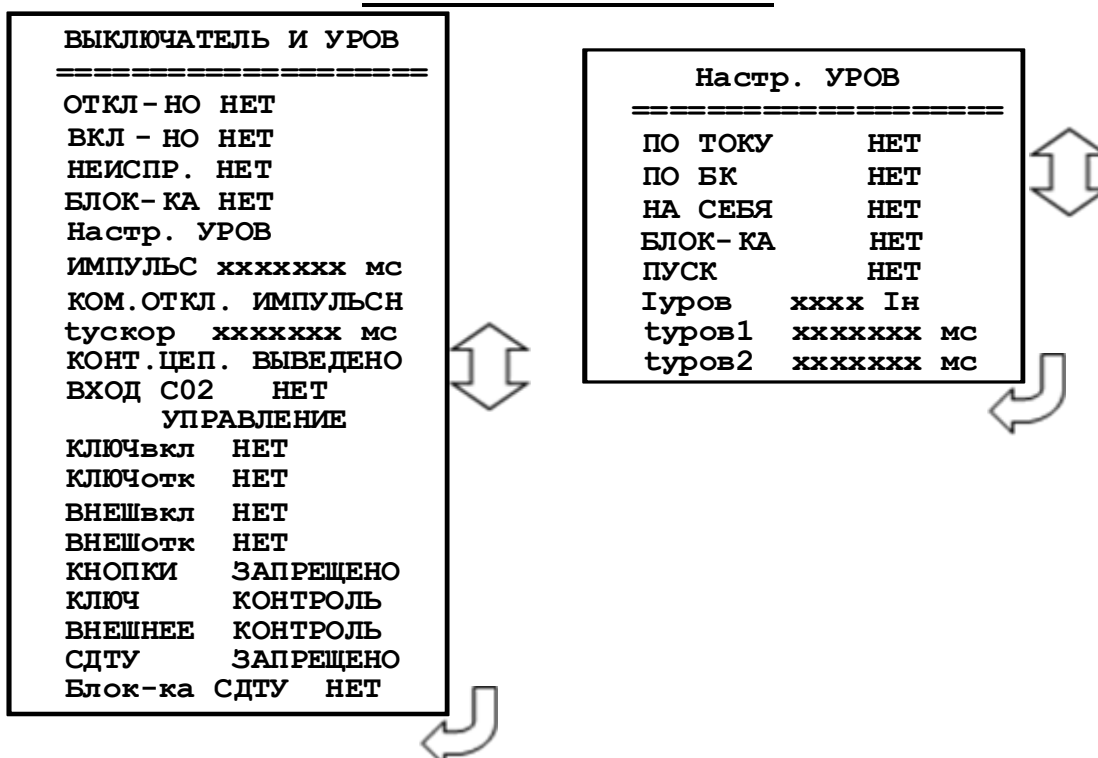 ВЫКЛЮЧАТЕЛЬ И УРОВ
====================
ОТКЛ-НО НЕТ
ВКЛ - НО НЕТ
НЕИСПР. НЕТ
БЛОК-КА НЕТ
Настр. УРОВ
ИМПУЛЬС xxxxxxx мс
КОМ.ОТКЛ. ИМПУЛЬСН
tускор xxxxxxx мс
КОНТ.ЦЕП. ВЫВЕДЕНО
ВХОД С02 НЕТ
УПРАВЛЕНИЕ
КЛЮЧвкл НЕТ
КЛЮЧотк НЕТ
ВНЕШвкл НЕТ
ВНЕШотк НЕТ
КНОПКИ ЗАПРЕЩЕНО
КЛЮЧ КОНТРОЛЬ
ВНЕШНЕЕ КОНТРОЛЬ
СДТУ ЗАПРЕЩЕНО
Блок-ка СДТУ НЕТ
Настр. УРОВ
====================
ПО ТОКУ НЕТ
ПО БК НЕТ
НА СЕБЯ НЕТ
БЛОК-КА НЕТ
ПУСК НЕТ
Iуров xxxx Iн
tуров1 xxxxxxx мс
tуров2 xxxxxxx мс